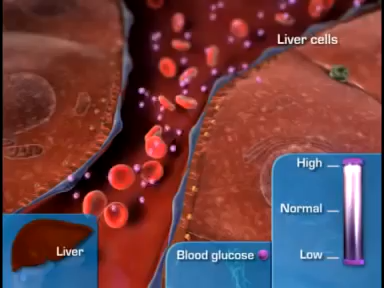 Liver cells
High
Normal
Low
Liver
Blood glucose